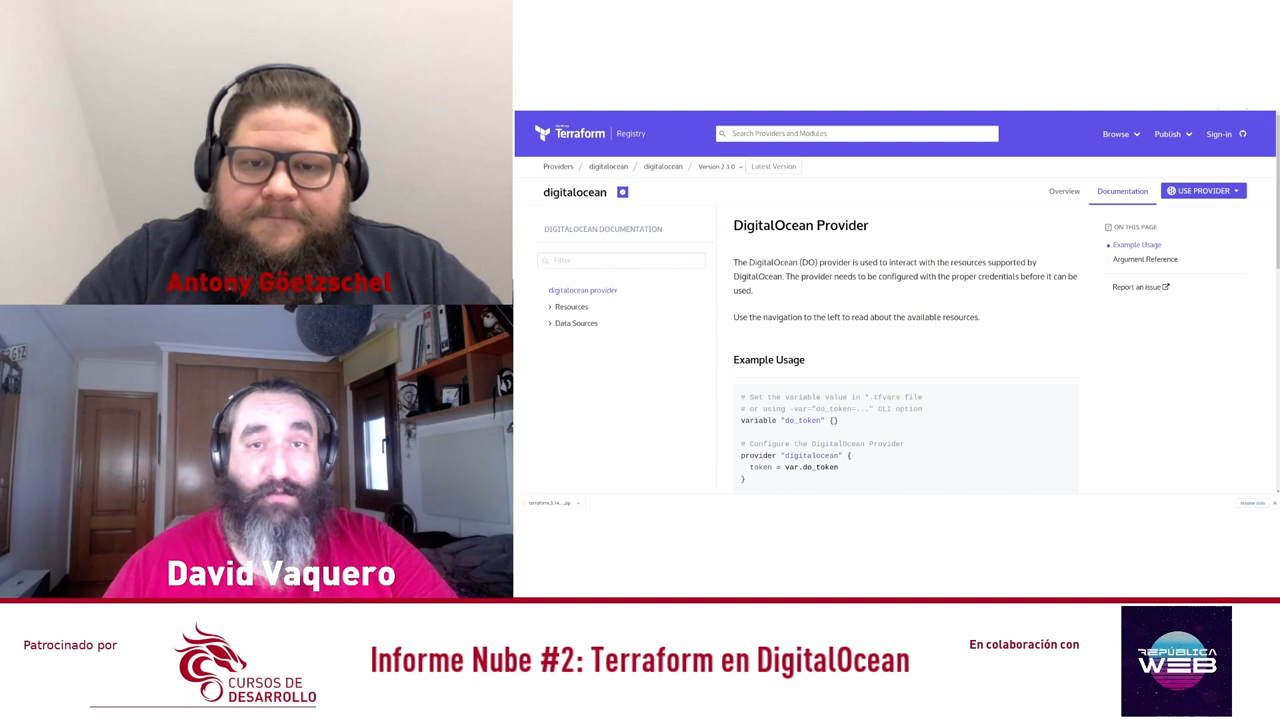 Antony Göetzschel
David Vaquero
Terraform
Registry
Search Providers and Modules
Browse
Publish
Sign-in
Providers / digitalocean / digitalocean / Version 2.3.0
Latest Version
digitalocean
Overview
Documentation
USE PROVIDER
DIGITALOCEAN DOCUMENTATION
Filter
digitalocean provider
Resources
Data Sources
DigitalOcean Provider
The DigitalOcean (DO) provider is used to interact with the resources supported by
DigitalOcean. The provider needs to be configured with the proper credentials before it can be
used.
Use the navigation to the left to read about the available resources.
Example Usage
# Set the variable value in *.tfvars file
# or using -var="do_token=..." CLI option
variable "do_token" {}
# Configure the DigitalOcean Provider
provider "digitalocean" {
token = var.do_token
}
ON THIS PAGE
Example Usage
Argument Reference
Report an issue
terraform_0.14....zip
Patrocinado por
CURSOS DE
DESARROLLO
Informe Nube #2: Terraform en DigitalOcean
En colaboración con
REPÚBLICA
WEB